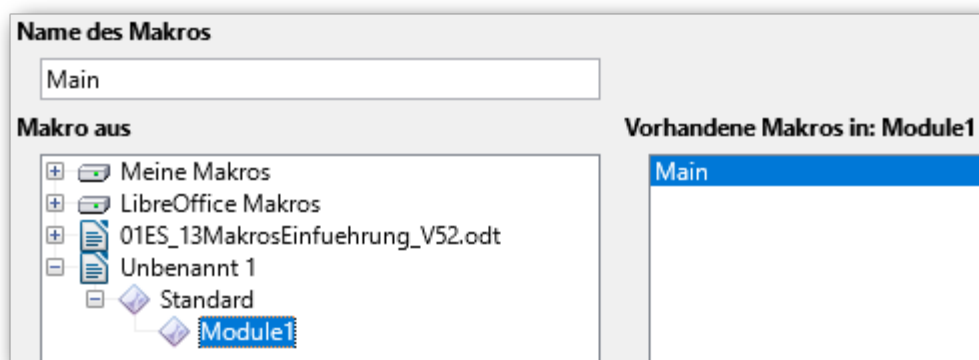 Name des Makros
Main
Makro aus
Vorhandene Makros in: Module1
Meine Makros
LibreOffice Makros
01ES_13MakrosEinfuehrung_V52.odt
Unbenannt 1
Standard
Module1
Main